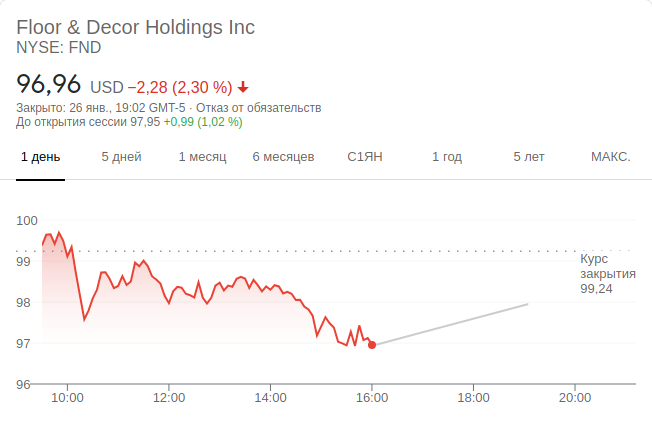 Floor & Decor Holdings Inc
NYSE: FND
96,96 USD −2,28 (2,30 %)
Закрыто: 26 янв., 19:02 GMT-5 · Отказ от обязательств
До открытия сессии 97,95 +0,99 (1,02 %)
1 день 5 дней 1 месяц 6 месяцев С1ЯН 1 год 5 лет МАКС.
100
99
98
97
96
Курс
закрытия
99,24
10:00 12:00 14:00 16:00 18:00 20:00